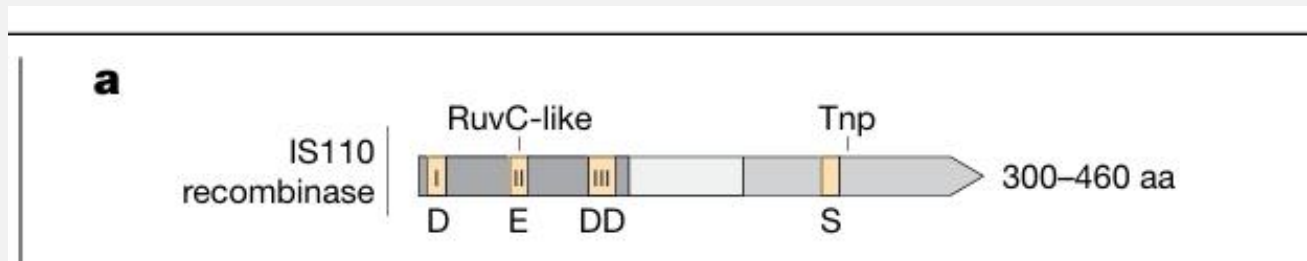 a
RuvC-like Tnp
IS110
recombinase
I II III
300–460 aa
D E DD S